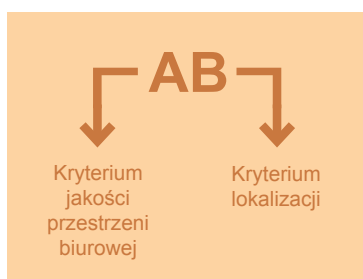 AB
Kryterium
jakości
przestrzeni
biurowej
Kryterium
lokalizacji